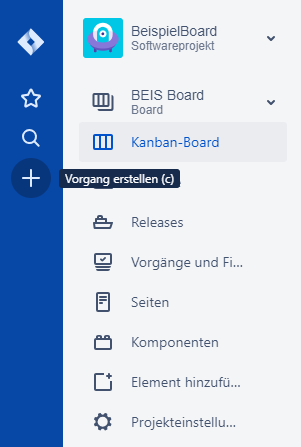 BeispielBoard
Softwareprojekt
BEIS Board
Board
Kanban-Board
Vorgang erstellen (c)
Releases
Vorgänge und Fi...
Seiten
Komponenten
Element hinzufü...
Projekteinstellu...